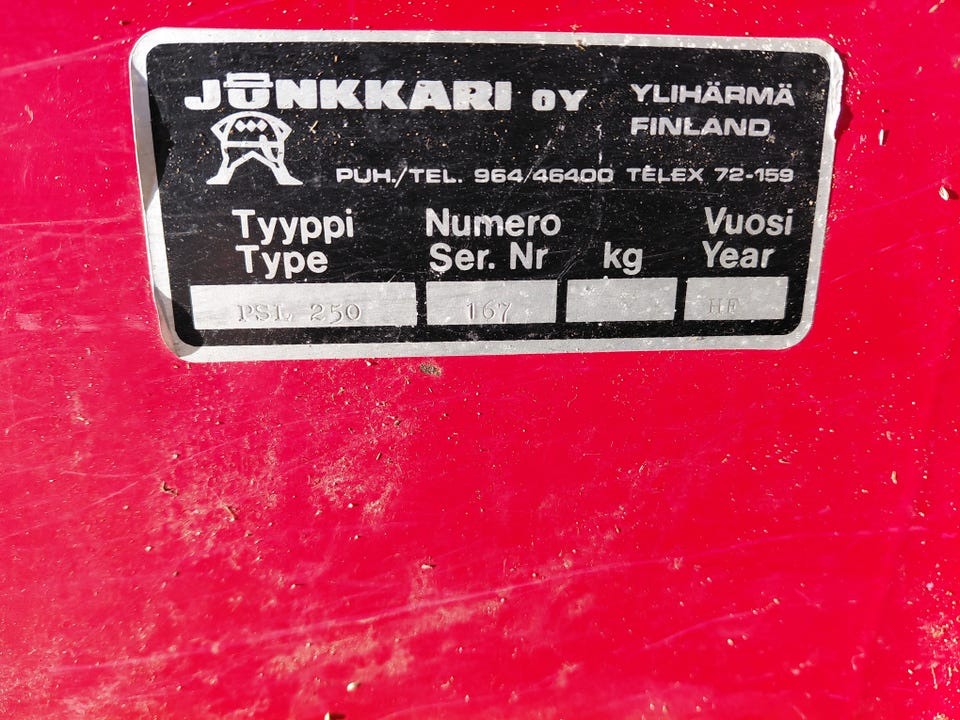 JUNKKARI OY YLIHÄRMÄ
FINLAND
PUH./TEL. 964/46400 TELEX 72-159
Tyyppi Numero Vuosi
Type Ser. Nr kg Year
PSL 250 167 HF